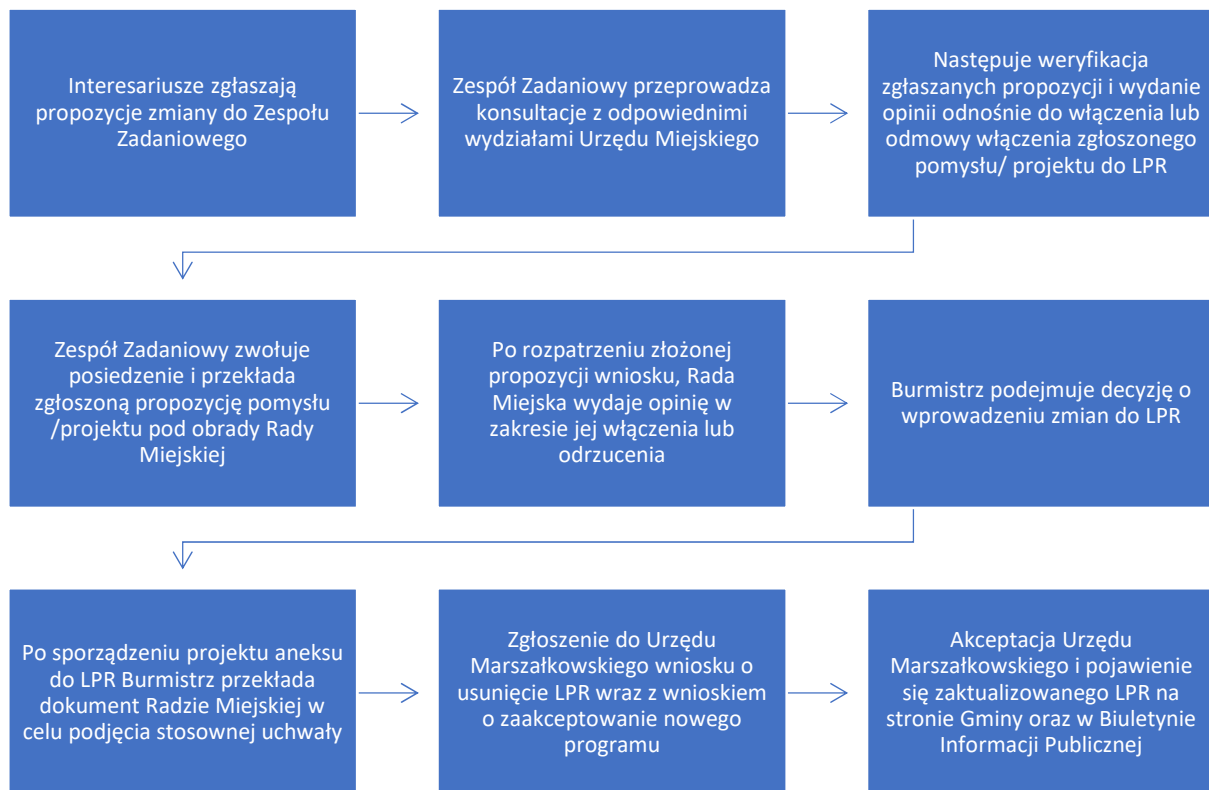 Interesariusze zgłaszają
propozycje zmiany do Zespołu
Zadaniowego
Zespół Zadaniowy przeprowadza
konsultacje z odpowiednimi
wydziałami Urzędu Miejskiego
Następuje weryfikacja
zgłaszanych propozycji i wydanie
opinii odnośnie do włączenia lub
odmowy włączenia zgłoszonego
pomysłu/ projektu do LPR
Zespół Zadaniowy zwołuje
posiedzenie i przekłada
zgłoszoną propozycję pomysłu
/projektu pod obrady Rady
Miejskiej
Po rozpatrzeniu złożonej
propozycji wniosku, Rada
Miejska wydaje opinię w
zakresie jej włączenia lub
odrzucenia
Burmistrz podejmuje decyzję o
wprowadzeniu zmian do LPR
Po sporządzeniu projektu aneksu
do LPR Burmistrz przekłada
dokument Radzie Miejskiej w
celu podjęcia stosownej uchwały
Zgłoszenie do Urzędu
Marszałkowskiego wniosku o
usunięcie LPR wraz z wnioskiem
o zaakceptowanie nowego
programu
Akceptacja Urzędu
Marszałkowskiego i pojawienie
się zaktualizowanego LPR na
stronie Gminy oraz w Biuletynie
Informacji Publicznej